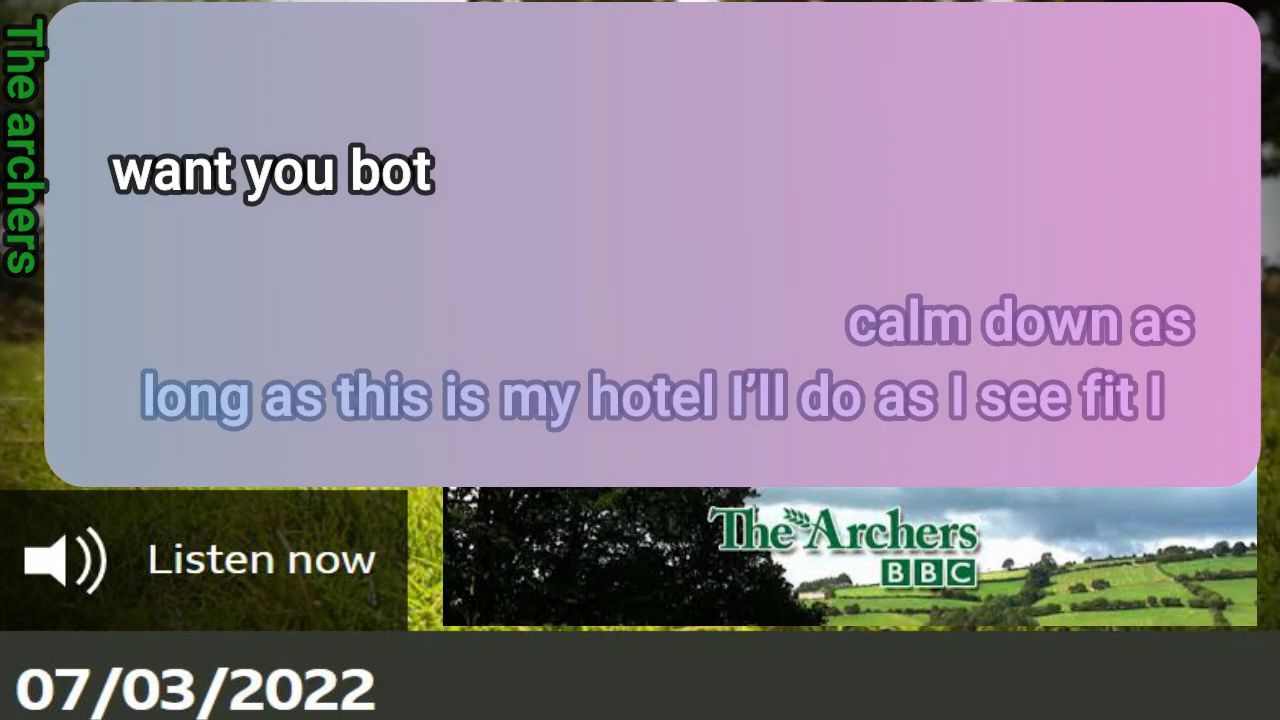 The archers
want you bot
calm down as
long as this is my hotel I'll do as I see fit I
Listen now
The Archers
BBC
07/03/2022